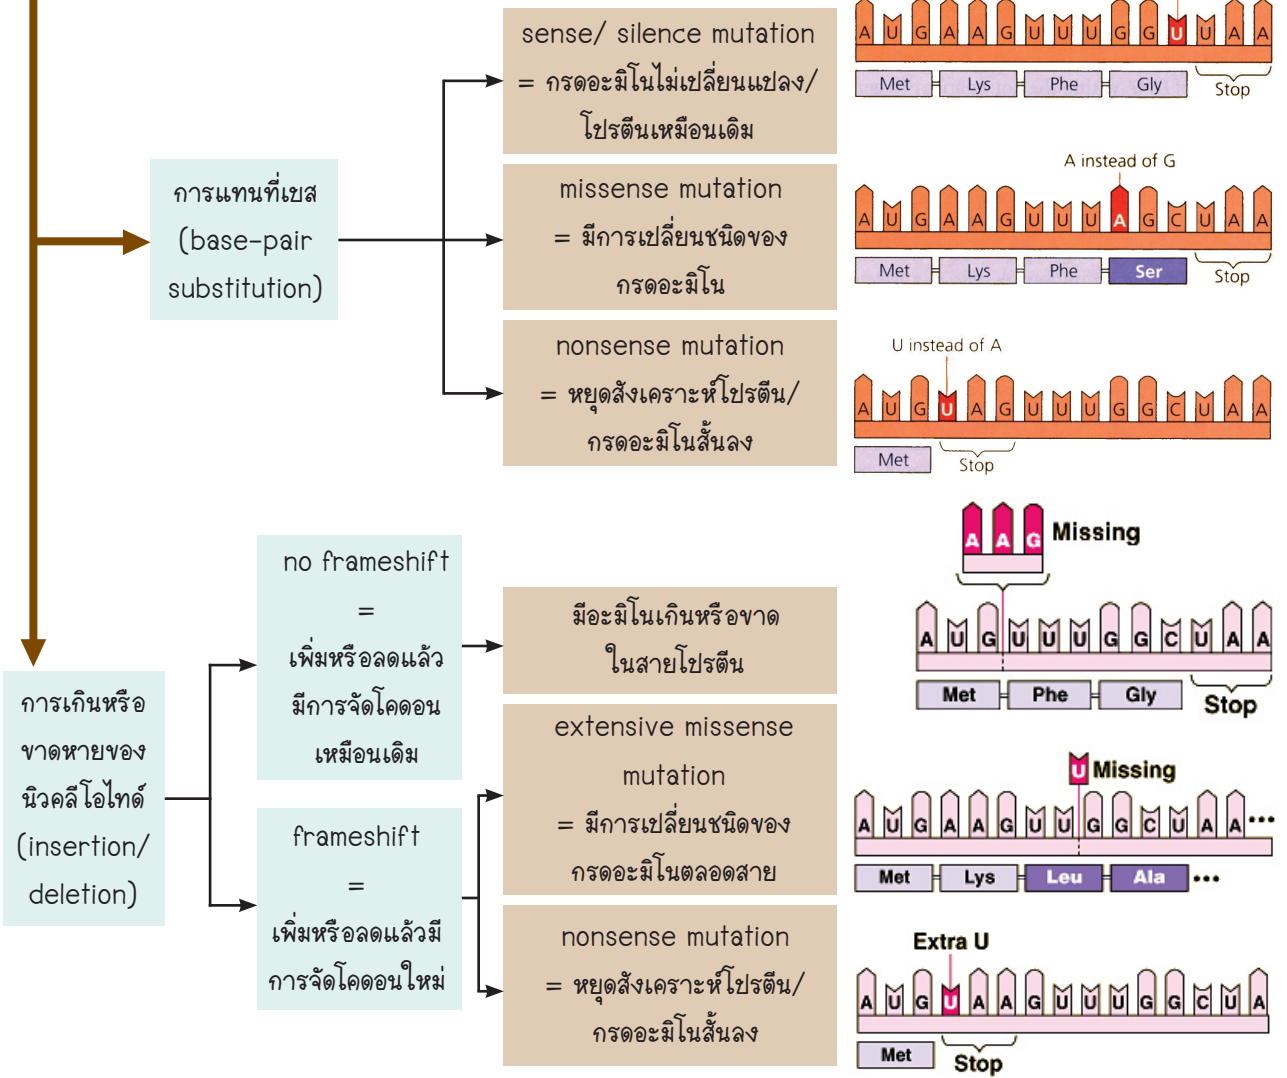 sense/ silence mutation
= กรดอะมิโนไม่เปลี่ยนแปลง/
โปรตีนเหมือนเดิม
A U G A A G U U U G G U U A A
Met Lys Phe Gly Stop
การแทนที่เบส
(base-pair
substitution)
missense mutation
= มีการเปลี่ยนชนิดของ
กรดอะมิโน
A instead of G
A U G A A G U U U A G C U A A
Met Lys Phe Ser Stop
nonsense mutation
= หยุดสังเคราะห์โปรตีน/
กรดอะมิโนสั้นลง
U instead of A
A U G U A G U U U G G C U A A
Met Stop
การเกินหรือ
ขาดหายของ
นิวคลีโอไทด์
(insertion/
deletion)
no frameshift
=
เพิ่มหรือลดแล้ว
มีการจัดโคดอน
เหมือนเดิม
มีอะมิโนเกินหรือขาด
ในสายโปรตีน
A A G Missing
A U G U U U G G C U A A
Met Phe Gly Stop
frameshift
=
เพิ่มหรือลดแล้วมี
การจัดโคดอนใหม่
extensive missense
mutation
= มีการเปลี่ยนชนิดของ
กรดอะมิโนตลอดสาย
U Missing
A U G A A G U U G G C U A A •••
Met Lys Leu Ala •••
nonsense mutation
= หยุดสังเคราะห์โปรตีน/
กรดอะมิโนสั้นลง
Extra U
A U G U A A G U U U G G C U A
Met Stop